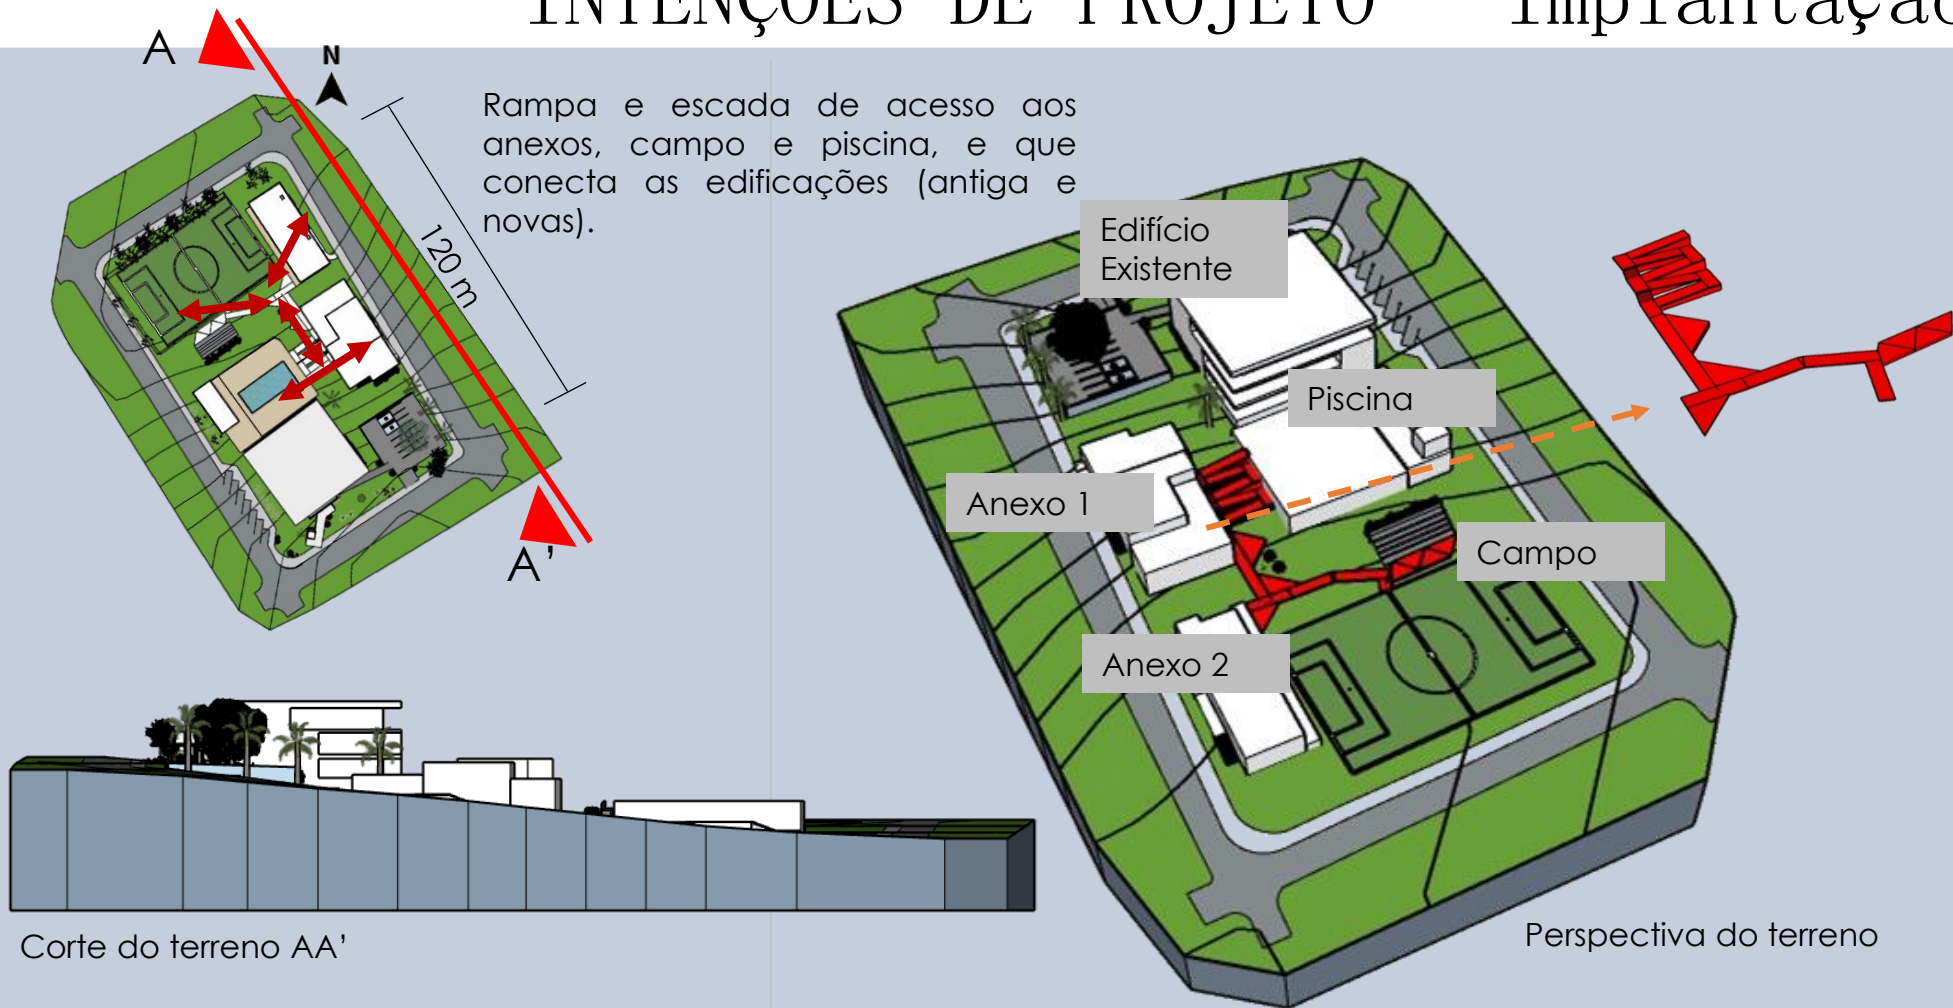 INTENÇÕES DE PROJETO Implantação
A
N
Rampa e escada de acesso aos
anexos, campo e piscina, e que
conecta as edificações (antiga e
novas).
120 m
A’
Edifício
Existente
Piscina
Anexo 1
Campo
Anexo 2
Corte do terreno AA’
Perspectiva do terreno